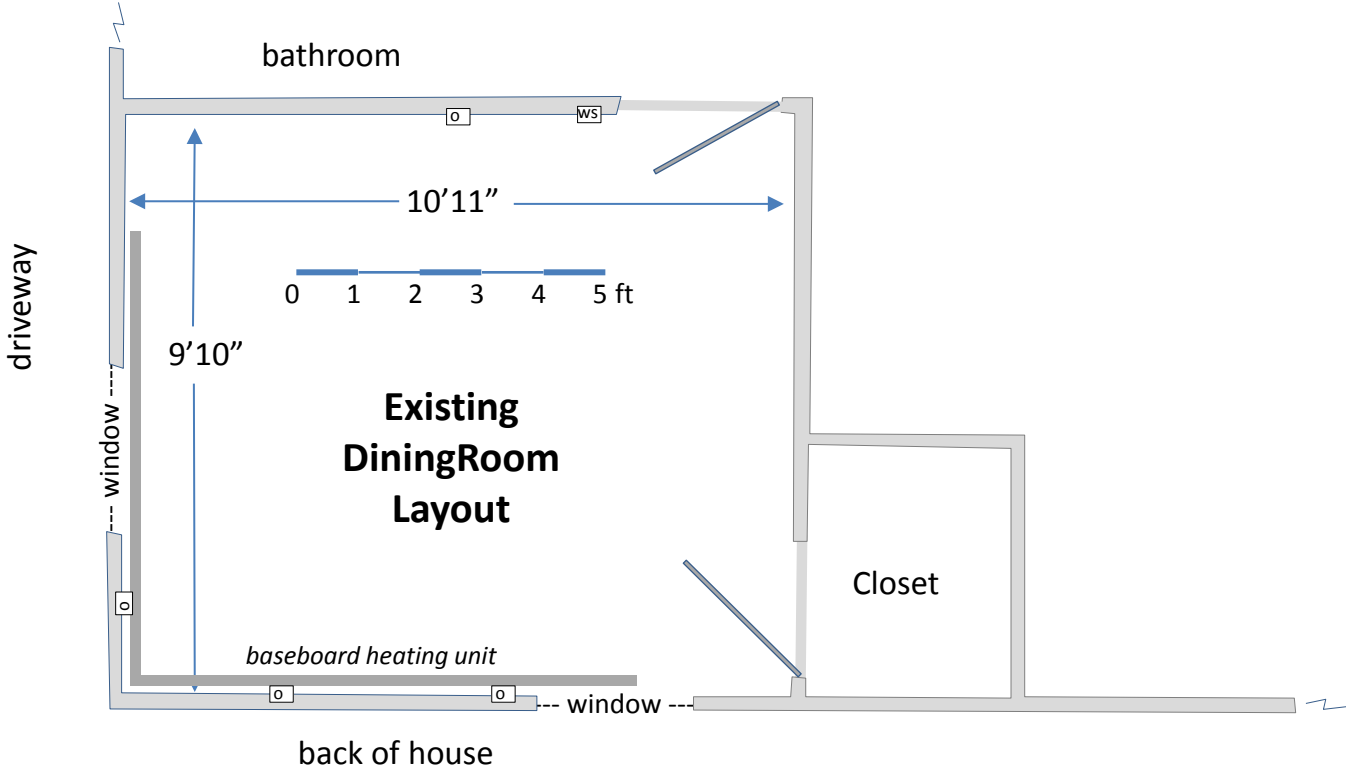 bathroom
o
ws
10’11”
driveway
0 1 2 3 4 5 ft
9’10”
Existing
DiningRoom
Layout
window
Closet
o
baseboard heating unit
o
o
window
back of house